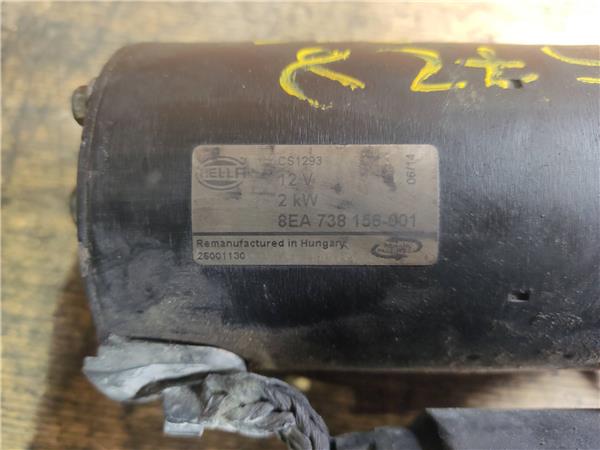 HELLA
CS1293
12 V
2 kW
8EA 738 156-001
06/14
Remanufactured in Hungary
26001130